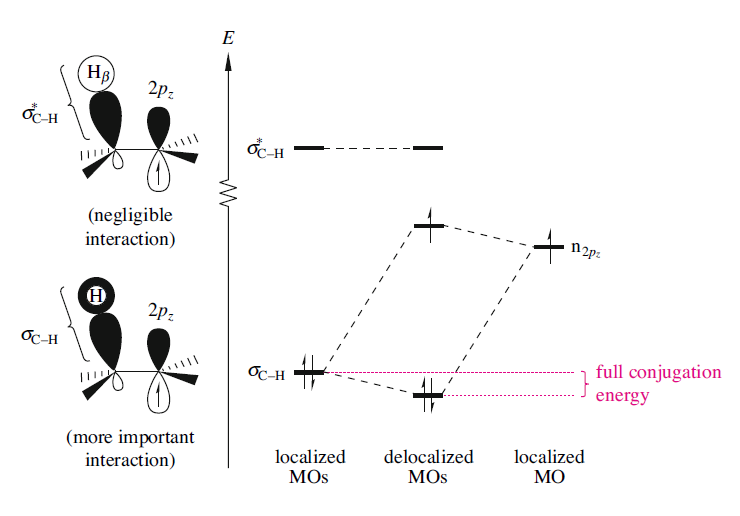 E
Hβ
2pz
σ*C–H
σ*C–H
(negligible
interaction)
n2pz
H
2pz
σC–H
σC–H
full conjugation
energy
(more important
interaction)
localized
MOs
delocalized
MOs
localized
MO